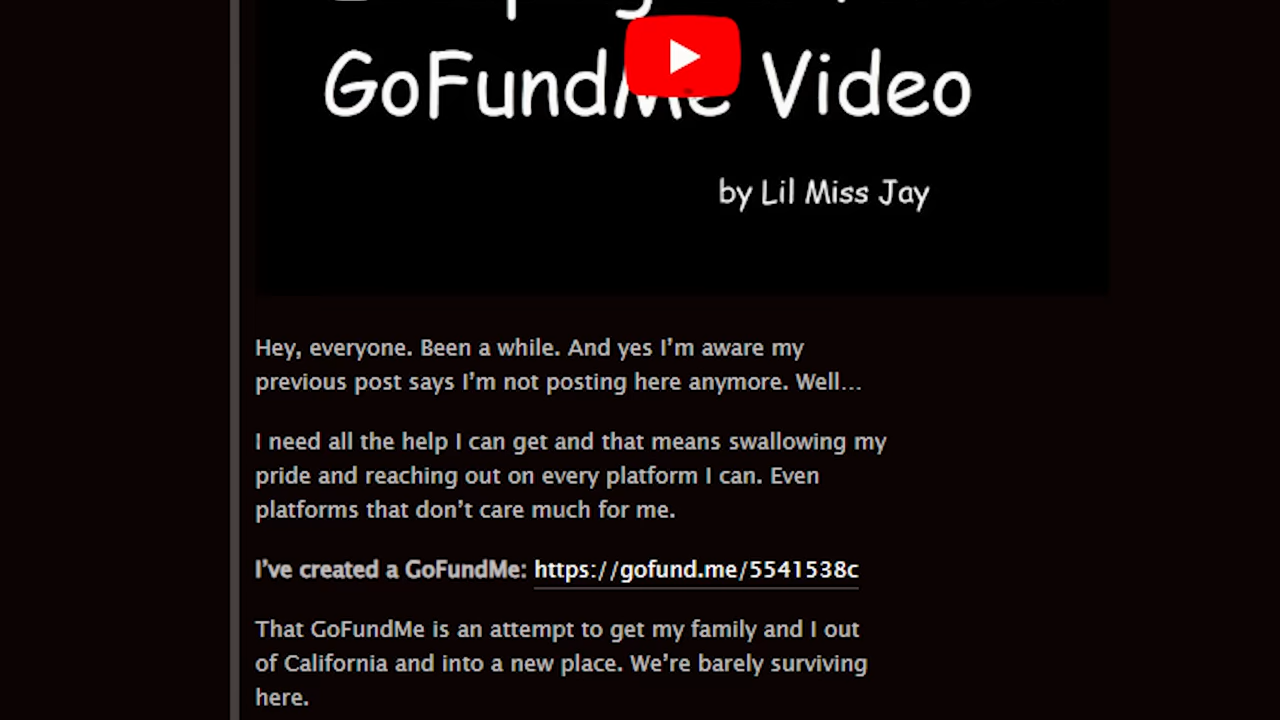 GoFundMe Video
by Lil Miss Jay
Hey, everyone. Been a while. And yes I'm aware my
previous post says I'm not posting here anymore. Well…
I need all the help I can get and that means swallowing my
pride and reaching out on every platform I can. Even
platforms that don't care much for me.
I've created a GoFundMe: https://gofund.me/5541538c
That GoFundMe is an attempt to get my family and I out
of California and into a new place. We're barely surviving
here.